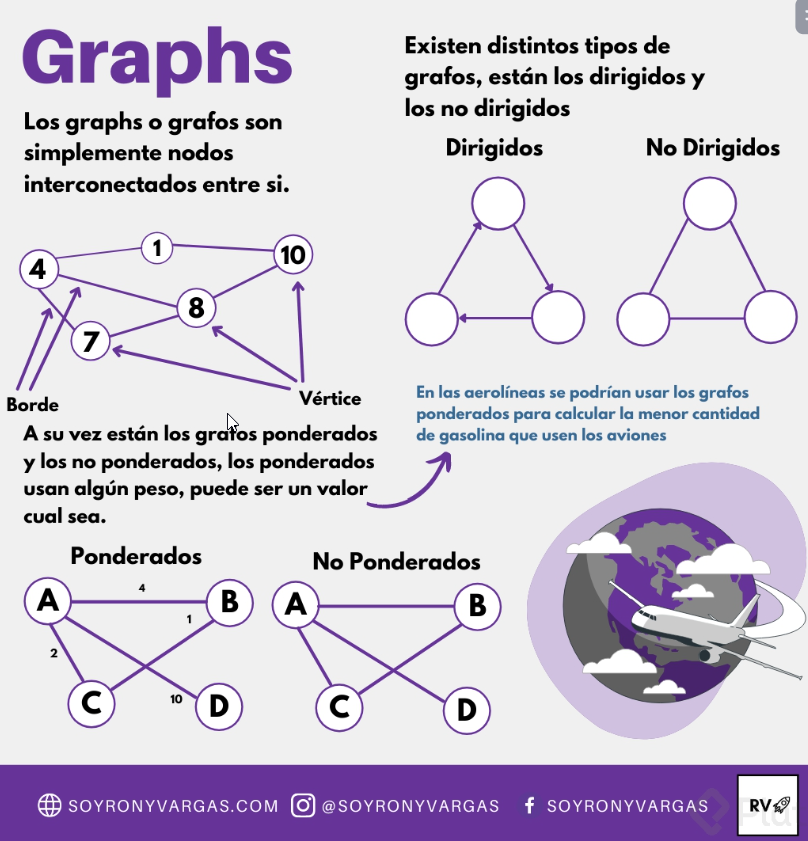 Graphs
Los graphs o grafos son
simplemente nodos
interconectados entre si.
4
1
10
8
7
Borde
Vértice
Existen distintos tipos de
grafos, están los dirigidos y
los no dirigidos
Dirigidos
No Dirigidos
En las aerolíneas se podrían usar los grafos
ponderados para calcular la menor cantidad
de gasolina que usen los aviones
A su vez están los grafos ponderados
y los no ponderados, los ponderados
usan algún peso, puede ser un valor
cual sea.
Ponderados
A
4
B
1
2
C
10
D
No Ponderados
A
B
C
D
SOYRONYVARGAS.COM
@SOYRONYVARGAS
SOYRONYVARGAS
RV